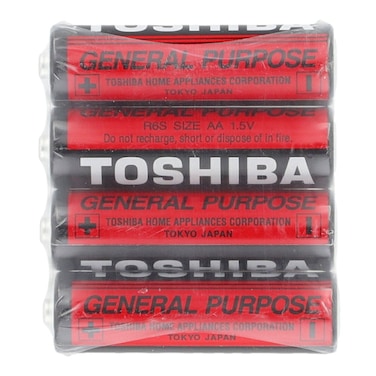 GENERAL PURPOSE
+ TOSHIBA HOME APPLIANCES CORPORATION -
TOKYO JAPAN
GENERAL PURPOSE
R6S SIZE AA 1.5V
Do not recharge, short or dispose of in fire.
TOSHIBA
GENERAL PURPOSE
+ TOSHIBA HOME APPLIANCES CORPORATION -
TOKYO JAPAN
TOSHIBA
GENERAL PURPOSE
+ TOSHIBA HOME APPLIANCES CORPORATION -
TOKYO JAPAN